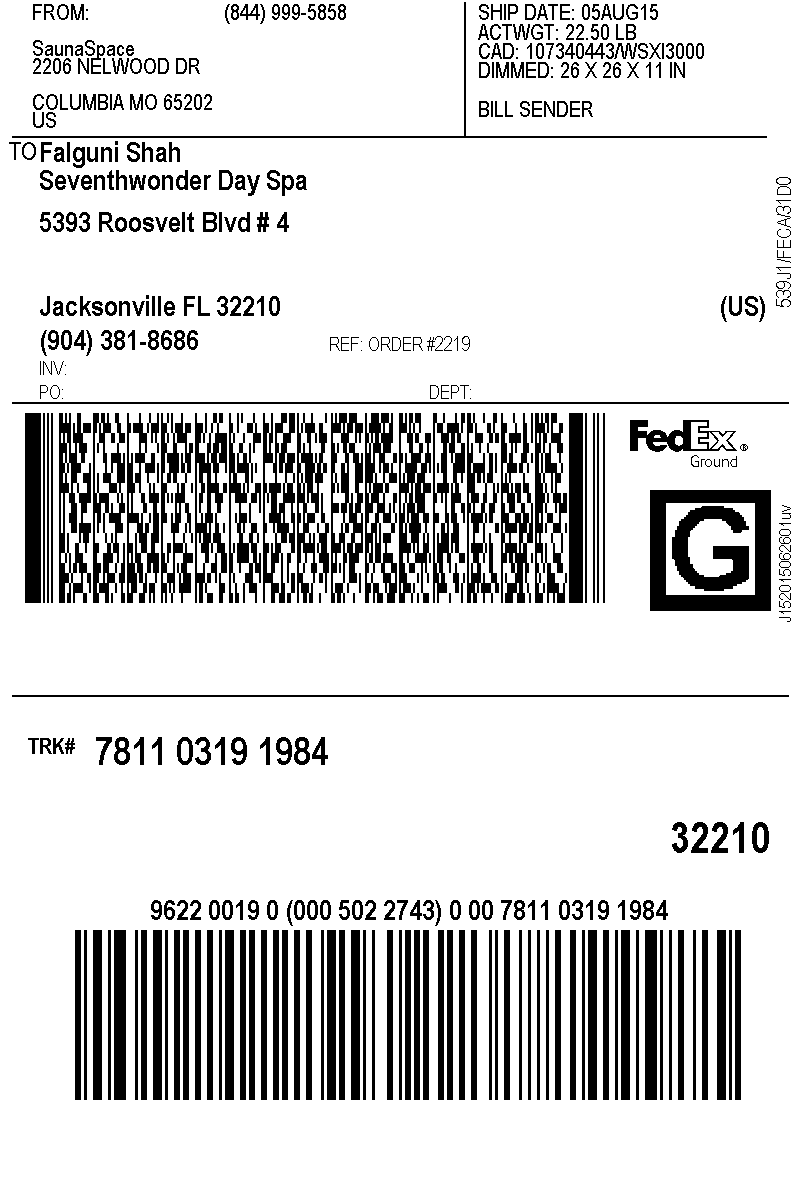 FROM: (844) 999-5858
SaunaSpace
2206 NELWOOD DR
COLUMBIA MO 65202
US
SHIP DATE: 05AUG15
ACTWGT: 22.50 LB
CAD: 107340443/WSXI3000
DIMMED: 26 X 26 X 11 IN
BILL SENDER
TO Falguni Shah
Seventhwonder Day Spa
5393 Roosvelt Blvd # 4
Jacksonville FL 32210 (US)
(904) 381-8686 REF: ORDER #2219
INV:
PO: DEPT:
539J1/FECA/31D0
FedEx®
Ground
G
J152015062601uv
TRK# 7811 0319 1984
32210
9622 0019 0 (000 502 2743) 0 00 7811 0319 1984